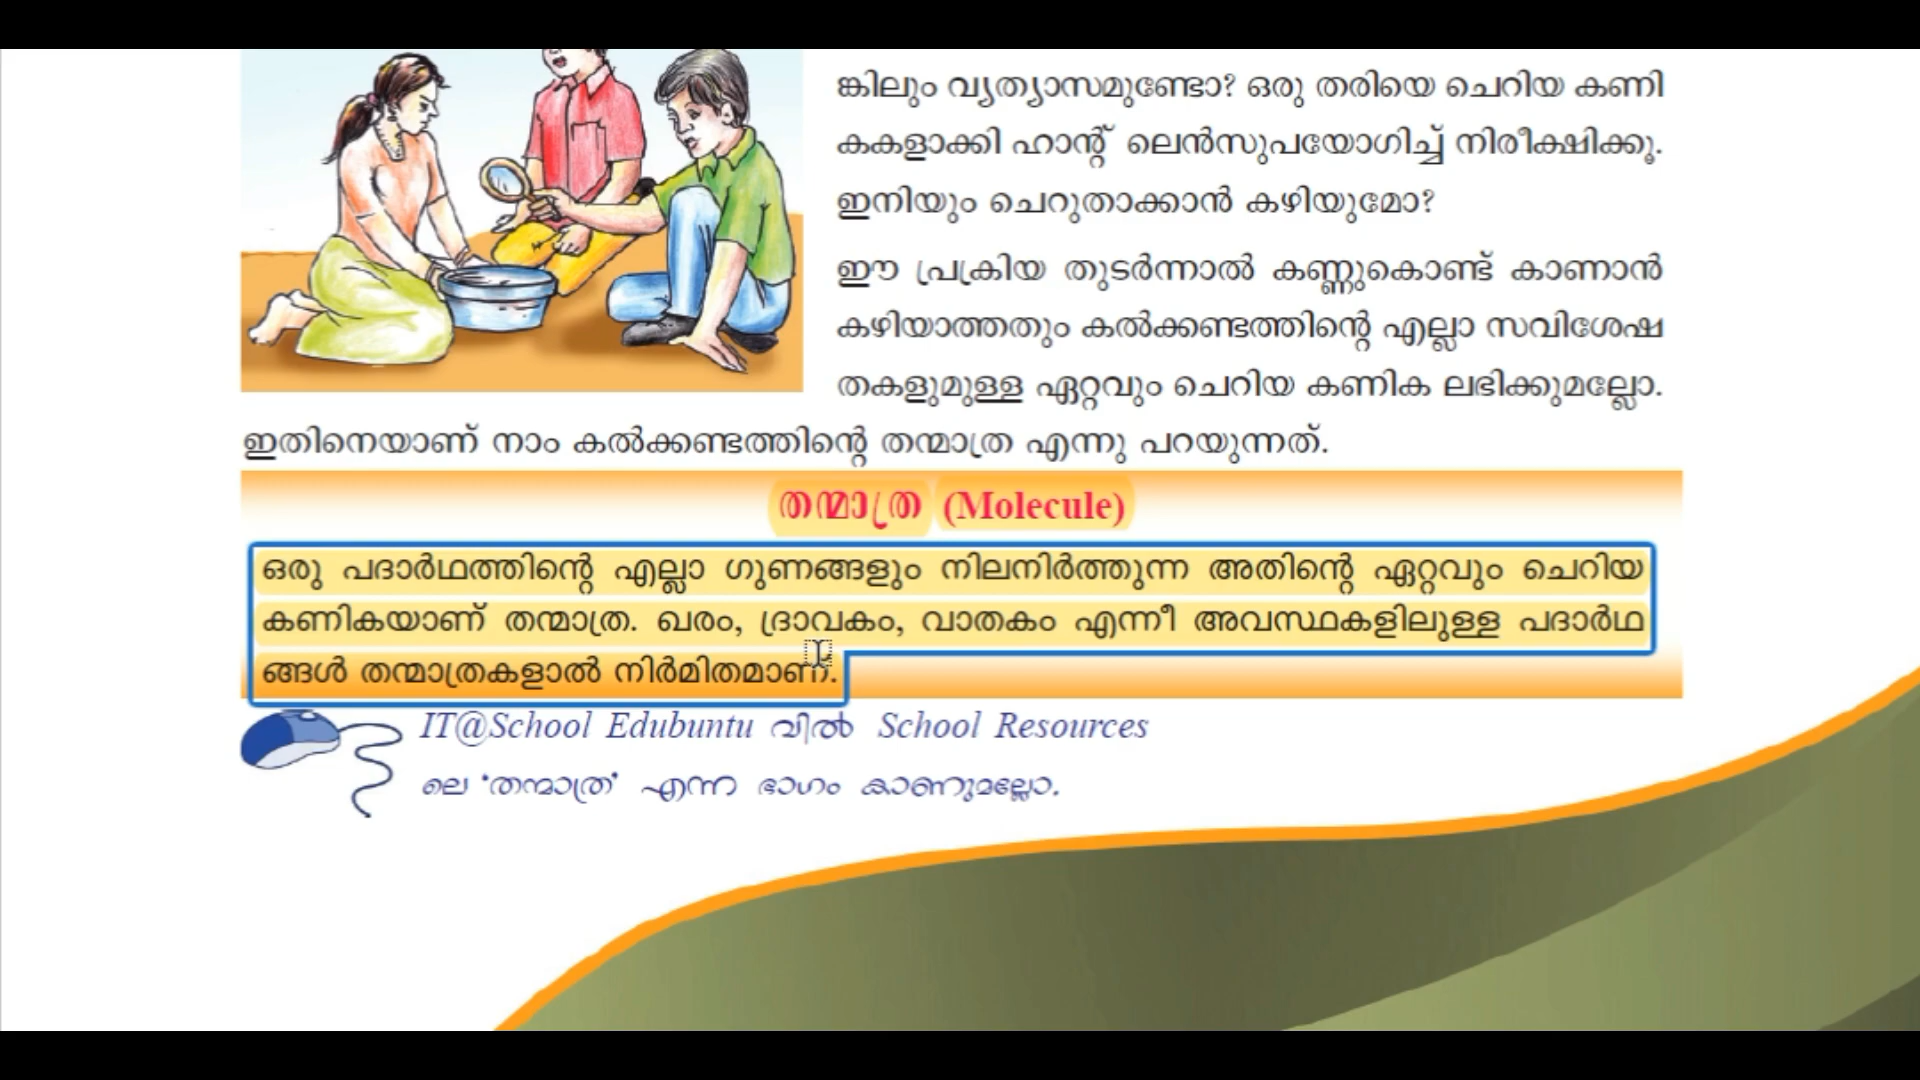 ങ്കിലും വ്യത്യാസമുണ്ടോ? ഒരു തരിയെ ചെറിയ കണി
കകളാക്കി ഹാന്റ് ലെൻസുപയോഗിച്ച് നിരീക്ഷിക്കൂ.
ഇനിയും ചെറുതാക്കാൻ കഴിയുമോ?
ഈ പ്രക്രിയ തുടർന്നാൽ കണ്ണുകൊണ്ട് കാണാൻ
കഴിയാത്തതും കൽക്കണ്ടത്തിന്റെ എല്ലാ സവിശേഷ
തകളുമുള്ള ഏറ്റവും ചെറിയ കണിക ലഭിക്കുമല്ലോ.
ഇതിനെയാണ് നാം കൽക്കണ്ടത്തിന്റെ തന്മാത്ര എന്നു പറയുന്നത്.
തന്മാത്ര (Molecule)
ഒരു പദാർഥത്തിന്റെ എല്ലാ ഗുണങ്ങളും നിലനിർത്തുന്ന അതിന്റെ ഏറ്റവും ചെറിയ
കണികയാണ് തന്മാത്ര. ഖരം, ദ്രാവകം, വാതകം എന്നീ അവസ്ഥകളിലുള്ള പദാർഥ
ങ്ങൾ തന്മാത്രകളാൽ നിർമിതമാണ്.
IT@School Edubuntu വിൽ School Resources
ലെ 'തന്മാത്ര' എന്ന ഭാഗം കാണുമല്ലോ.